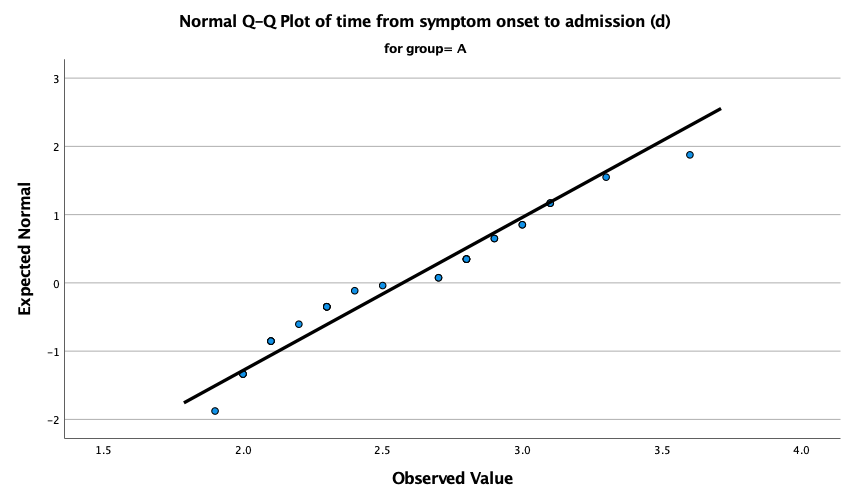 Normal Q–Q Plot of time from symptom onset to admission (d)
for group= A
Expected Normal
3
2
1
0
–1
–2
1.5 2.0 2.5 3.0 3.5 4.0
Observed Value